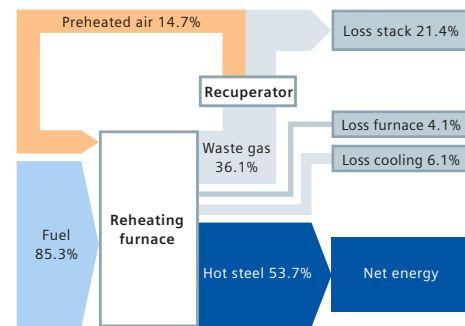 Preheated air 14.7%
Loss stack 21.4%
Recuperator
Loss furnace 4.1%
Waste gas
36.1%
Loss cooling 6.1%
Reheating
furnace
Fuel
85.3%
Hot steel 53.7%
Net energy